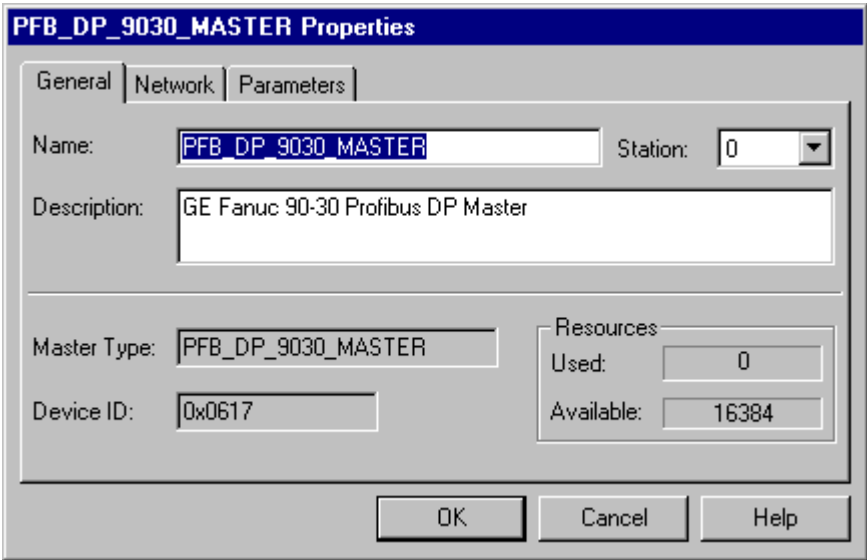 PFB_DP_9030_MASTER Properties
General Network Parameters
Name: PFB_DP_9030_MASTER Station: 0
Description: GE Fanuc 90-30 Profibus DP Master
Master Type: PFB_DP_9030_MASTER
Device ID: 0x0617
Resources
Used: 0
Available: 16384
OK Cancel Help